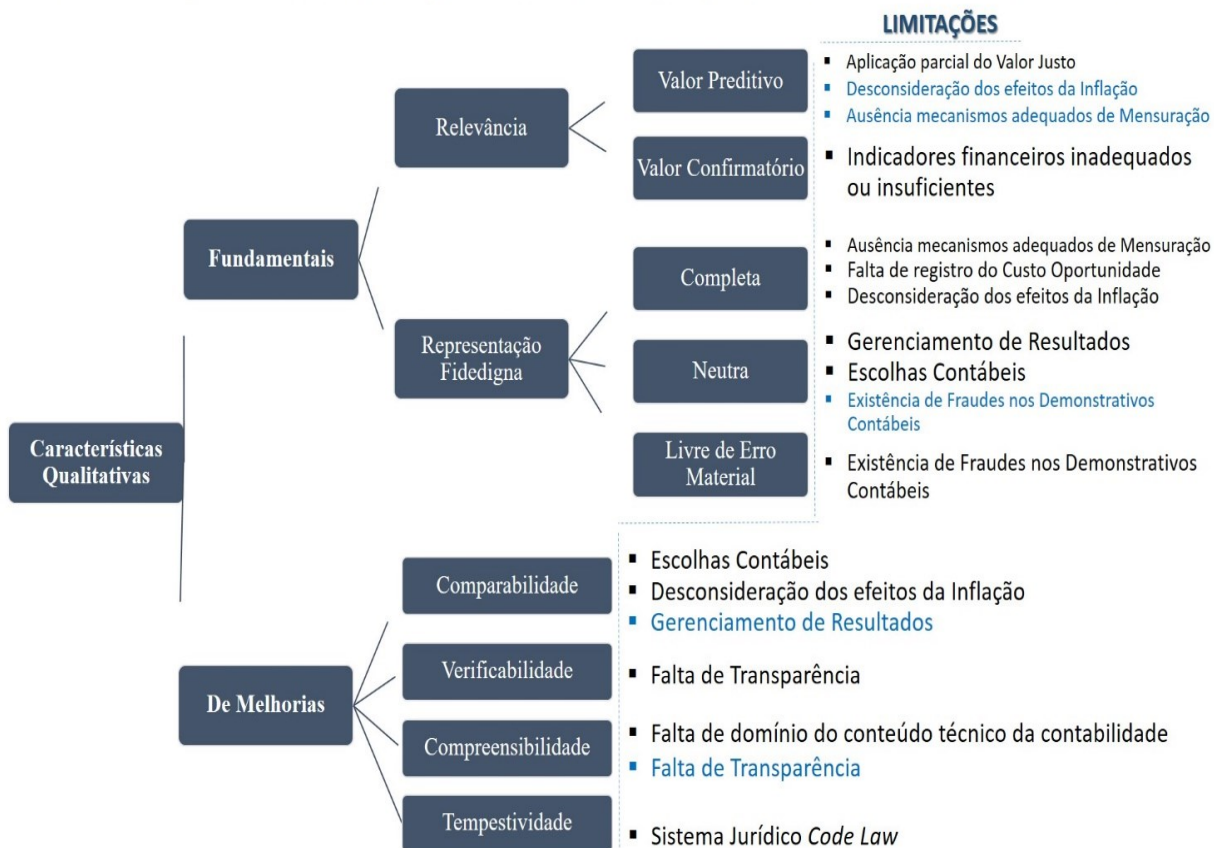 LIMITAÇÕES
Características
Qualitativas
Fundamentais
Relevância
Valor Preditivo
▪ Aplicação parcial do Valor Justo
▪ Desconsideração dos efeitos da Inflação
▪ Ausência mecanismos adequados de Mensuração
Valor Confirmatório
▪ Indicadores financeiros inadequados
ou insuficientes
Representação
Fidedigna
Completa
▪ Ausência mecanismos adequados de Mensuração
▪ Falta de registro do Custo Oportunidade
▪ Desconsideração dos efeitos da Inflação
Neutra
▪ Gerenciamento de Resultados
▪ Escolhas Contábeis
▪ Existência de Fraudes nos Demonstrativos
Contábeis
Livre de Erro
Material
▪ Existência de Fraudes nos Demonstrativos
Contábeis
De Melhorias
Comparabilidade
▪ Escolhas Contábeis
▪ Desconsideração dos efeitos da Inflação
▪ Gerenciamento de Resultados
Verificabilidade
▪ Falta de Transparência
Compreensibilidade
▪ Falta de domínio do conteúdo técnico da contabilidade
▪ Falta de Transparência
Tempestividade
▪ Sistema Jurídico Code Law